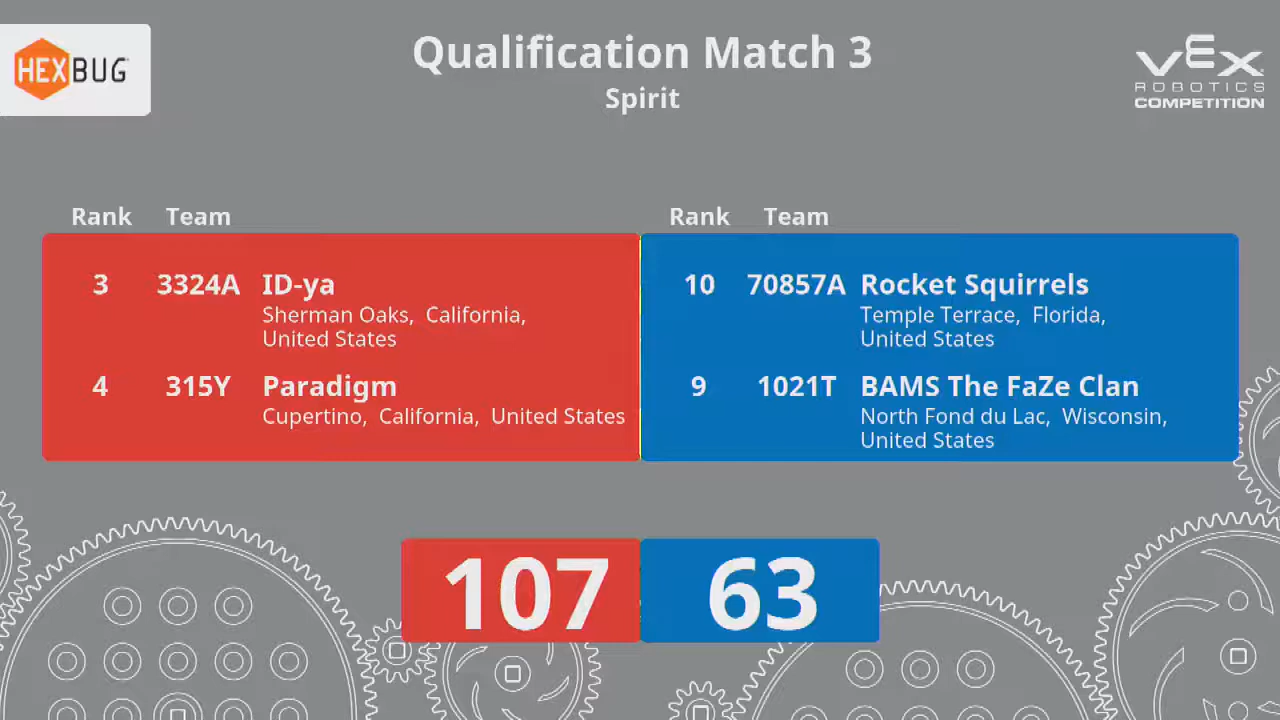 HEXBUG
Qualification Match 3
Spirit
VEX
ROBOTICS
COMPETITION
Rank Team
3 3324A ID-ya
Sherman Oaks, California,
United States
4 315Y Paradigm
Cupertino, California, United States
Rank Team
10 70857A Rocket Squirrels
Temple Terrace, Florida,
United States
9 1021T BAMS The FaZe Clan
North Fond du Lac, Wisconsin,
United States
107 63